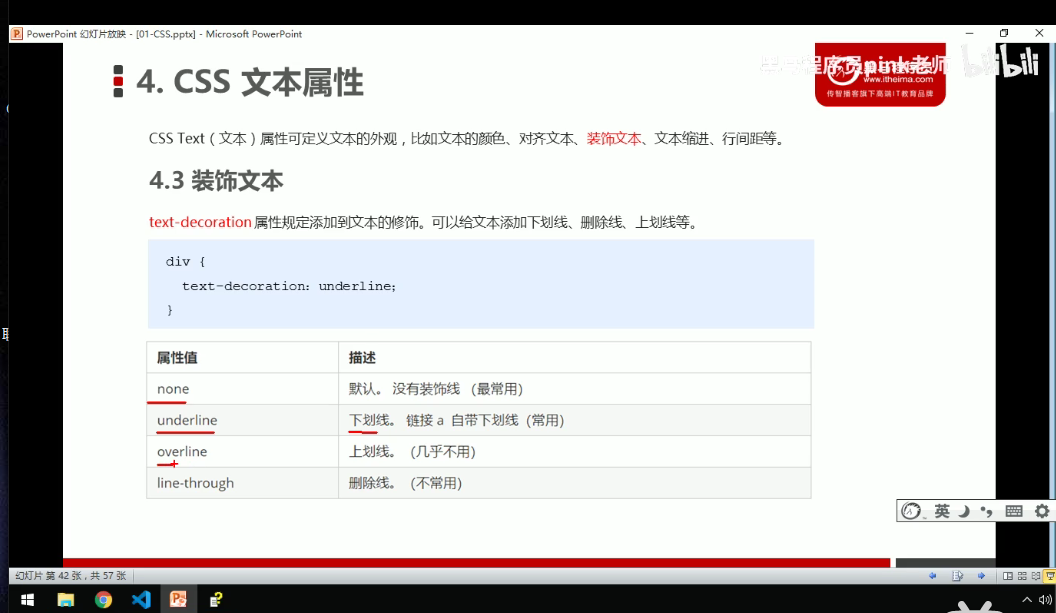 PowerPoint 幻灯片放映 - [01-CSS.pptx] - Microsoft PowerPoint
4. CSS 文本属性
程序员pink老师
bilibili
www.itheima.com
传智播客旗下高端IT教育品牌
CSS Text（文本）属性可定义文本的外观，比如文本的颜色、对齐文本、装饰文本、文本缩进、行间距等。
4.3 装饰文本
text-decoration 属性规定添加到文本的修饰。可以给文本添加下划线、删除线、上划线等。
div {
text-decoration: underline;
}
属性值 描述
none 默认。 没有装饰线 （最常用）
underline 下划线。 链接 a 自带下划线（常用）
overline 上划线。（几乎不用）
line-through 删除线。（不常用）
英
幻灯片 第 42 张，共 57 张